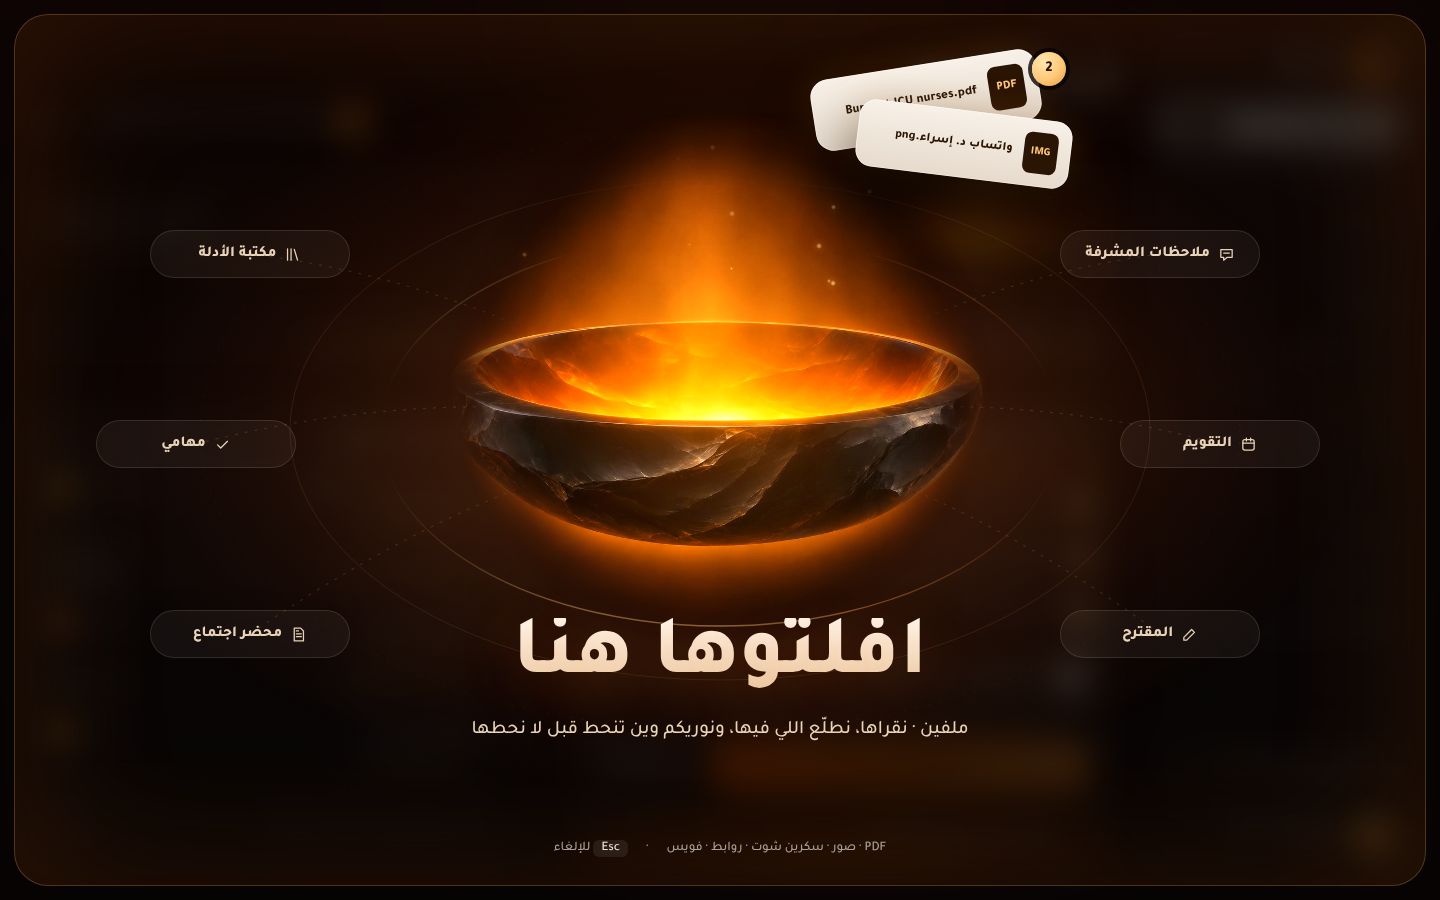 2
PDF
ICU nurses.pdf
IMG
واتساب د. إسراء.png
ملاحظات المشرفة
مكتبة الأدلة
التقويم
مهامي
المقترح
محضر اجتماع
افلتوها هنا
ملفين · نقراها، نطلّع اللي فيها، ونوريكم وين تنحط قبل لا نحطها
PDF · صور · سكرين شوت · روابط · فويس · Esc للإلغاء